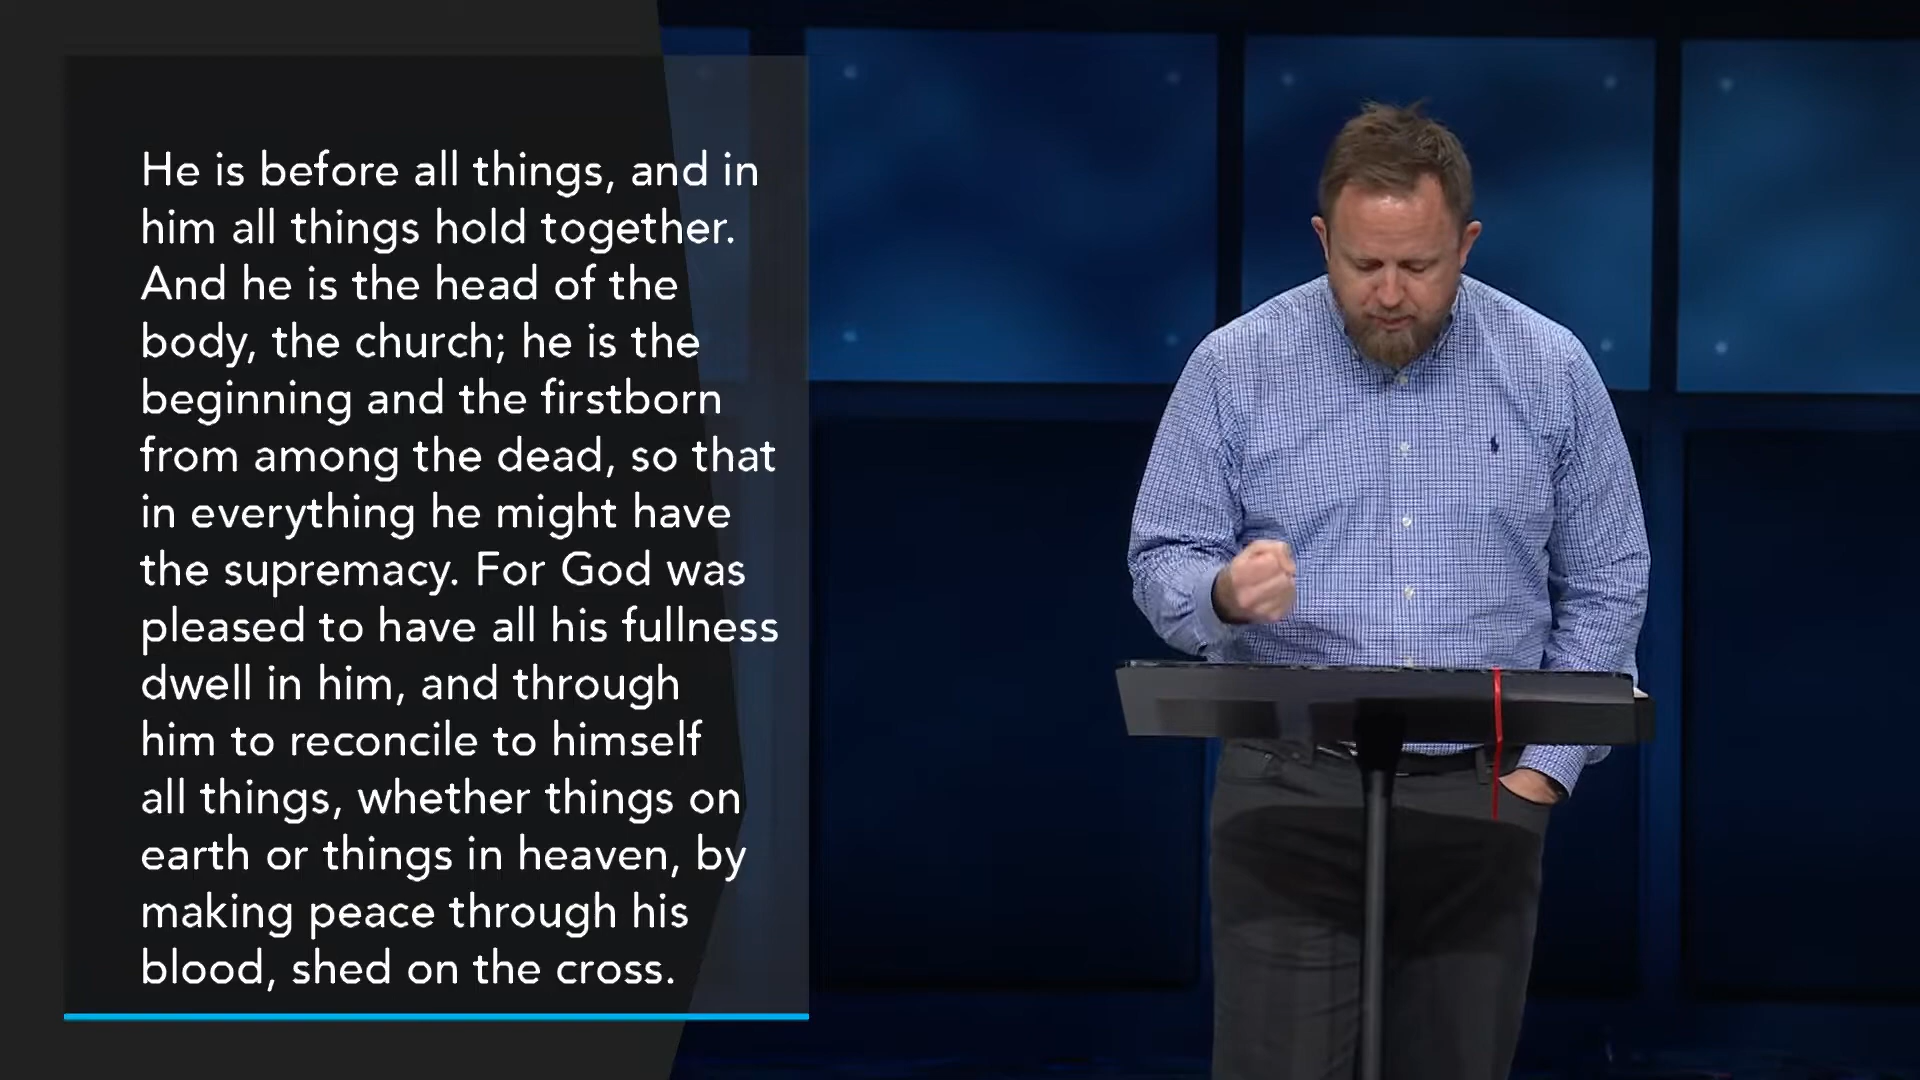 He is before all things, and in
him all things hold together.
And he is the head of the
body, the church; he is the
beginning and the firstborn
from among the dead, so that
in everything he might have
the supremacy. For God was
pleased to have all his fullness
dwell in him, and through
him to reconcile to himself
all things, whether things on
earth or things in heaven, by
making peace through his
blood, shed on the cross.